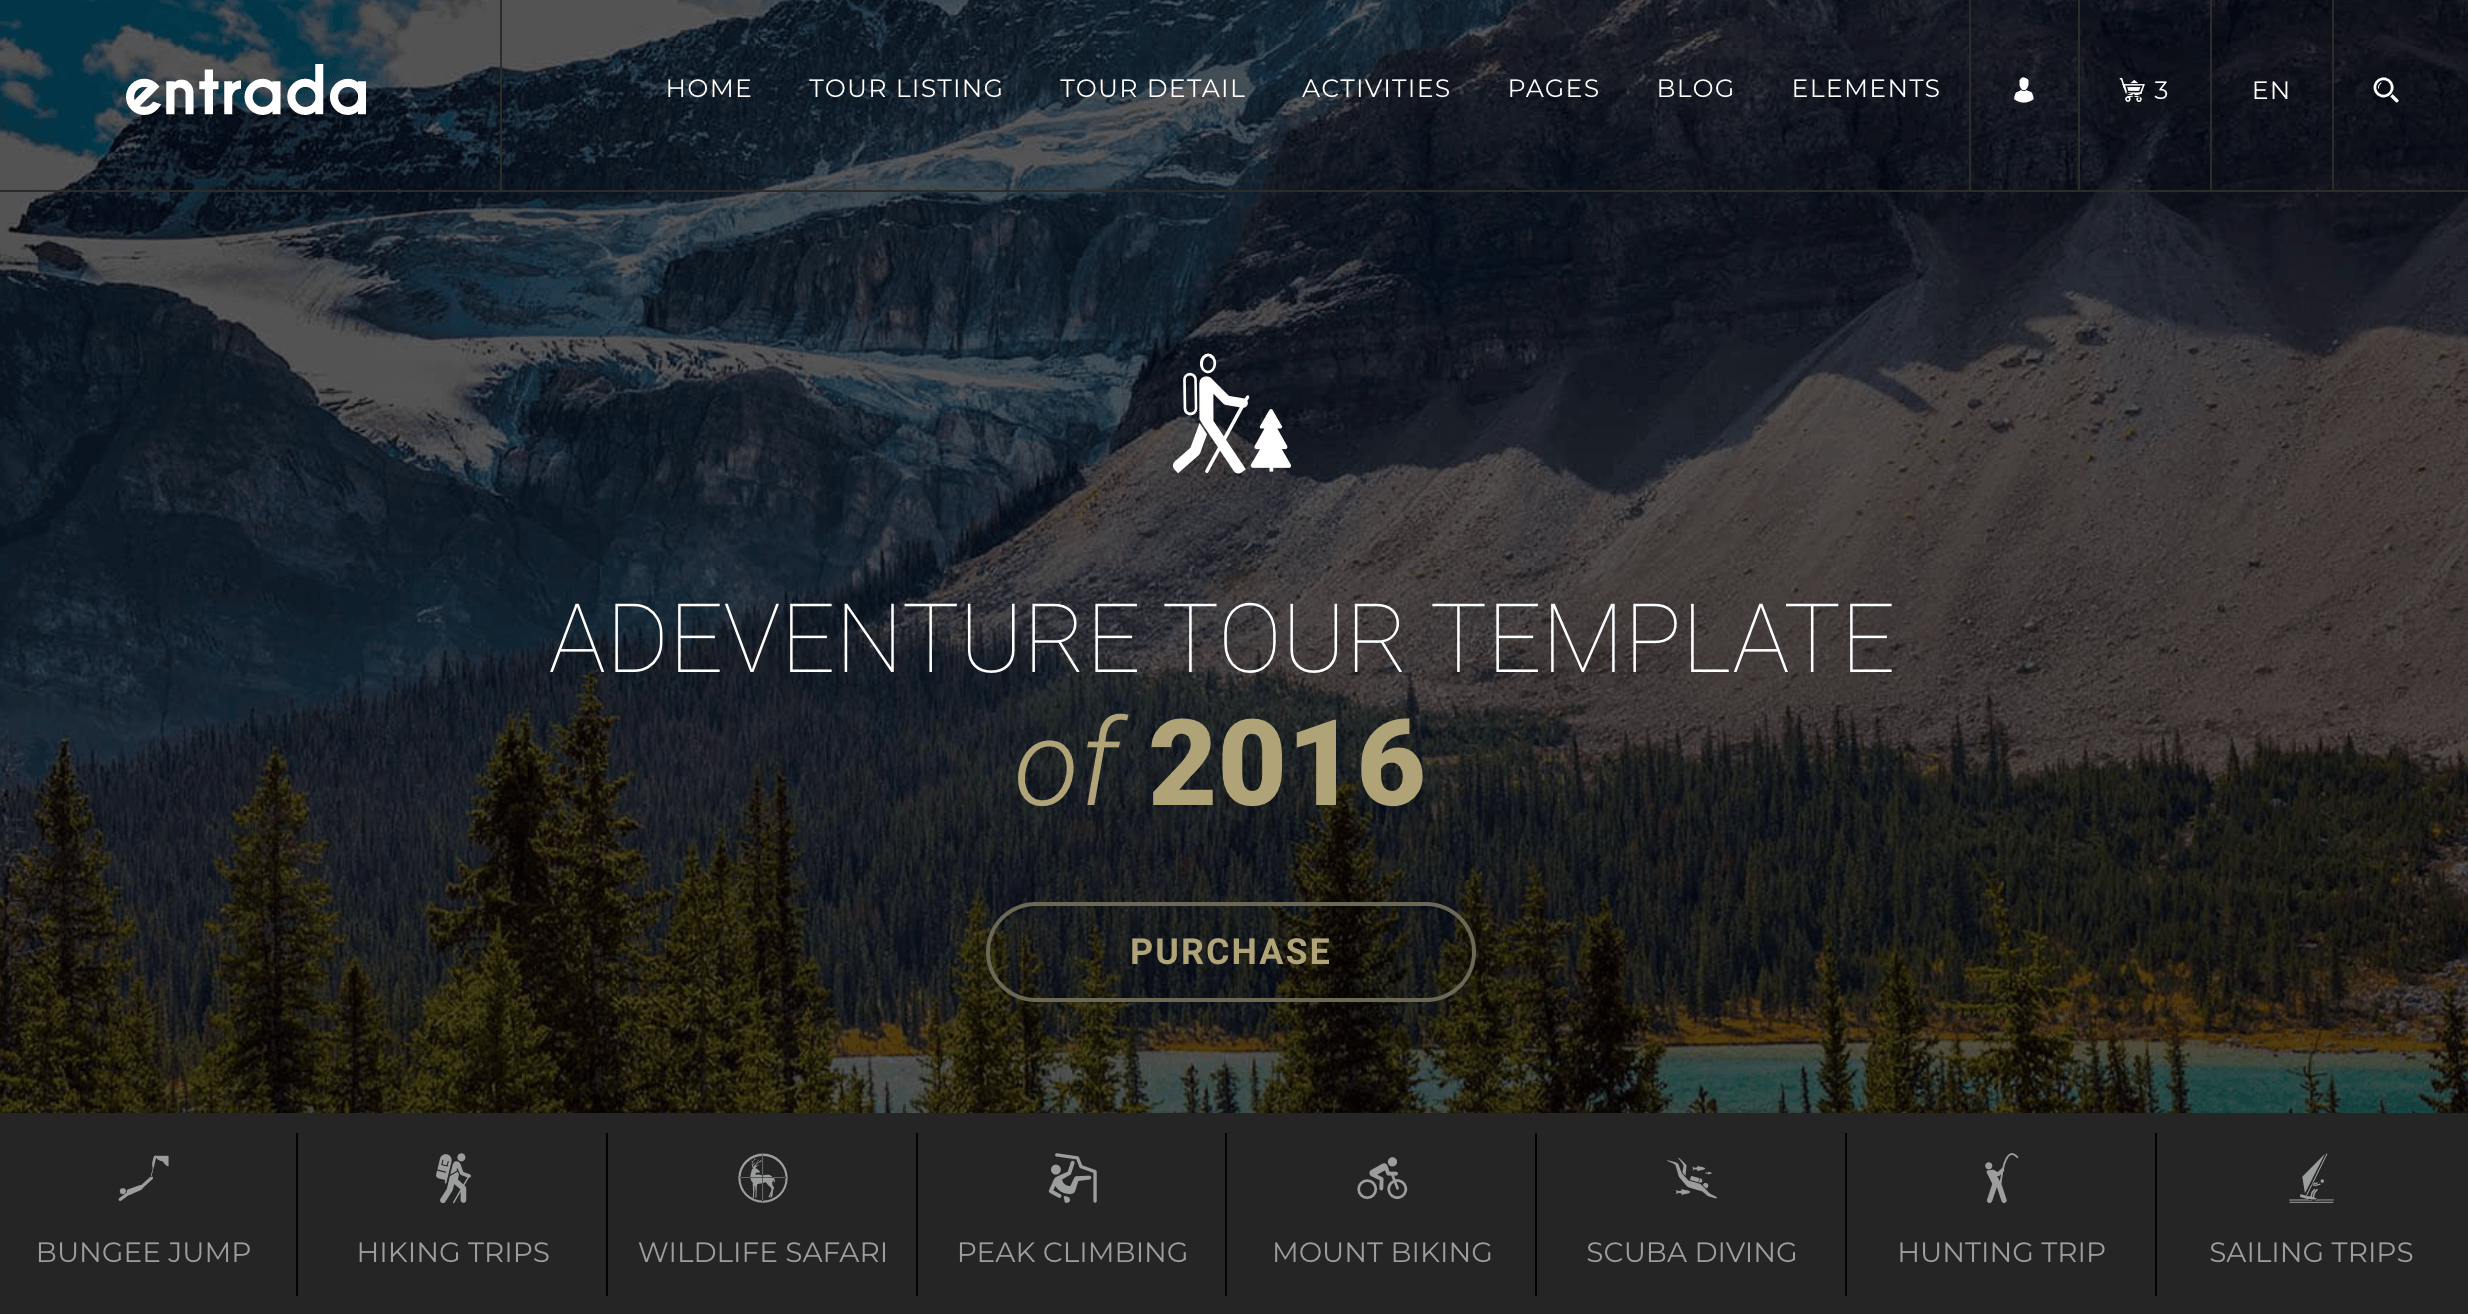 entrada
HOME TOUR LISTING TOUR DETAIL ACTIVITIES PAGES BLOG ELEMENTS 3 EN
ADEVENTURE TOUR TEMPLATE
of 2016
PURCHASE
BUNGEE JUMP HIKING TRIPS WILDLIFE SAFARI PEAK CLIMBING MOUNT BIKING SCUBA DIVING HUNTING TRIP SAILING TRIPS